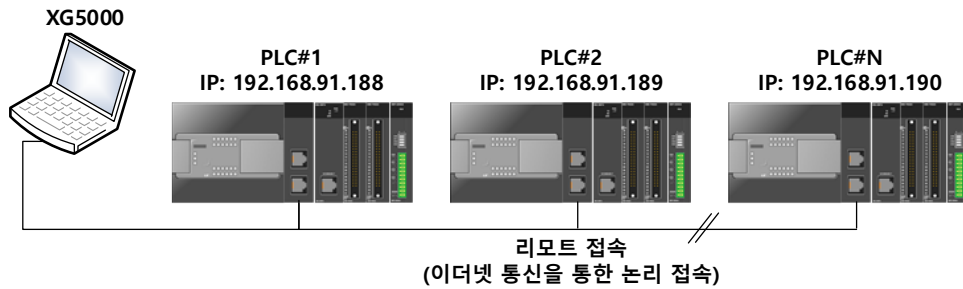 XG5000
PLC#1
IP: 192.168.91.188
PLC#2
IP: 192.168.91.189
PLC#N
IP: 192.168.91.190
리모트 접속
(이더넷 통신을 통한 논리 접속)